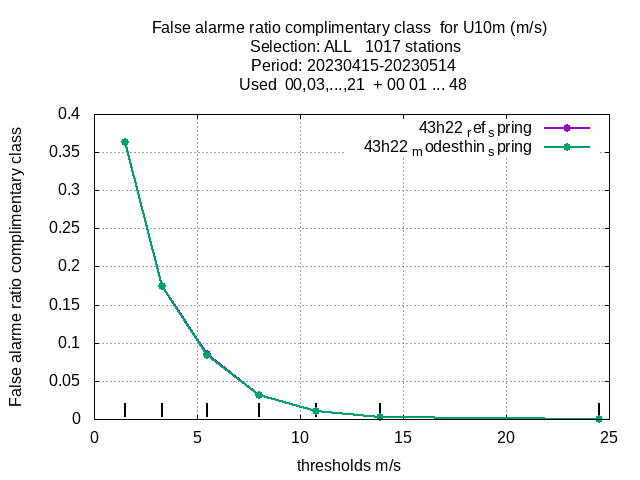 False alarme ratio complimentary class  for U10m (m/s)
Selection: ALL   1017 stations
Period: 20230415-20230514
Used  00,03,...,21  + 00 01 ... 48
43h22 ref spring
43h22 modesthin spring
False alarme ratio complimentary class
0.4
0.35
0.3
0.25
0.2
0.15
0.1
0.05
0
0 5 10 15 20 25
thresholds m/s